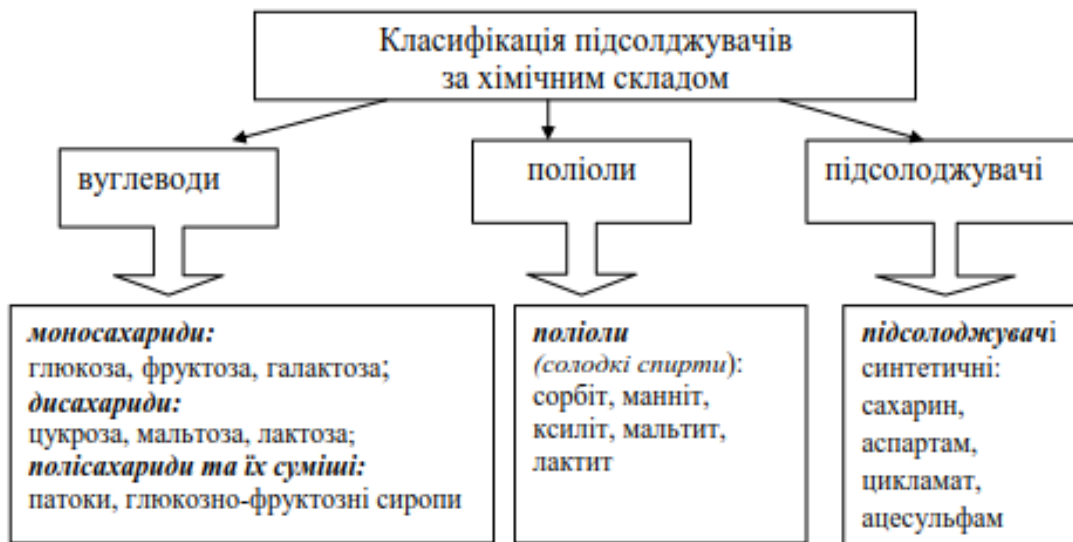 Класифікація підсолджувачів
за хімічним складом
вуглеводи
поліоли
підсолоджувачі
моносахариди:
глюкоза, фруктоза, галактоза;
дисахариди:
цукроза, мальтоза, лактоза;
полісахариди та їх суміші:
патоки, глюкозно-фруктозні сиропи
поліоли
(солодкі спирти):
сорбіт, манніт,
ксиліт, мальтит,
лактит
підсолоджувачі
синтетичні:
сахарин,
аспартам,
цикламат,
ацесульфам